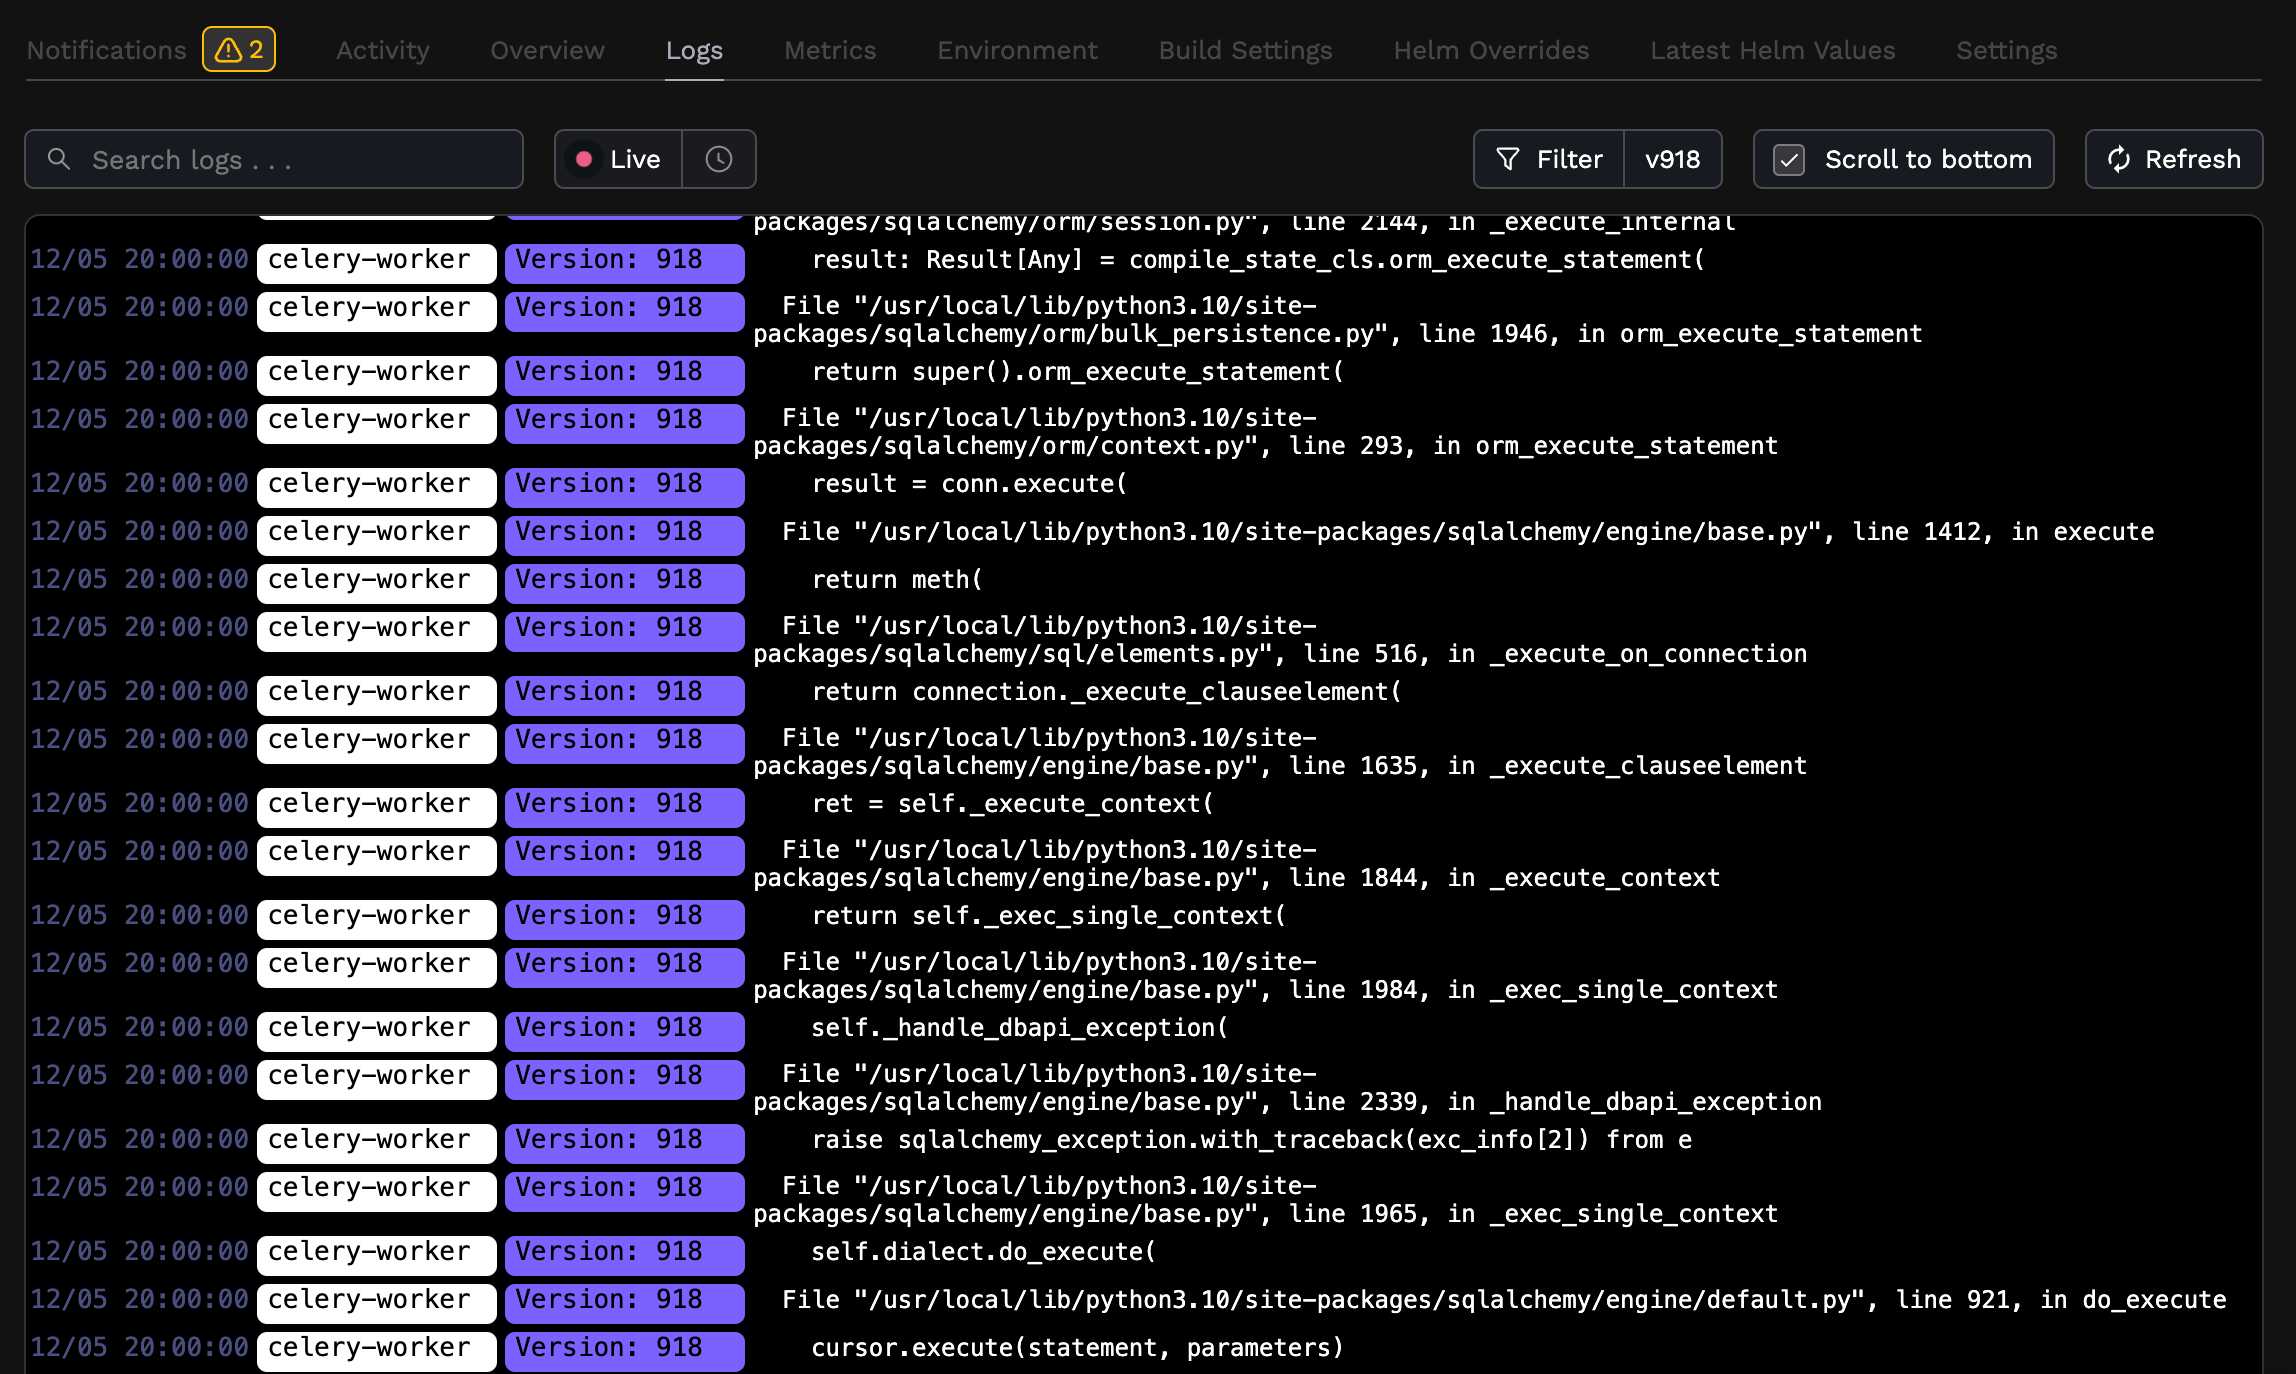 Notifications 2 Activity Overview Logs Metrics Environment Build Settings Helm Overrides Latest Helm Values Settings
Search logs . . . Live Filter v918 Scroll to bottom Refresh
packages/sqlalchemy/orm/session.py", line 2144, in _execute_internal
12/05 20:00:00 celery-worker Version: 918 result: Result[Any] = compile_state_cls.orm_execute_statement(
12/05 20:00:00 celery-worker Version: 918 File "/usr/local/lib/python3.10/site-
packages/sqlalchemy/orm/bulk_persistence.py", line 1946, in orm_execute_statement
12/05 20:00:00 celery-worker Version: 918 return super().orm_execute_statement(
12/05 20:00:00 celery-worker Version: 918 File "/usr/local/lib/python3.10/site-
packages/sqlalchemy/orm/context.py", line 293, in orm_execute_statement
12/05 20:00:00 celery-worker Version: 918 result = conn.execute(
12/05 20:00:00 celery-worker Version: 918 File "/usr/local/lib/python3.10/site-packages/sqlalchemy/engine/base.py", line 1412, in execute
12/05 20:00:00 celery-worker Version: 918 return meth(
12/05 20:00:00 celery-worker Version: 918 File "/usr/local/lib/python3.10/site-
packages/sqlalchemy/sql/elements.py", line 516, in _execute_on_connection
12/05 20:00:00 celery-worker Version: 918 return connection._execute_clauseelement(
12/05 20:00:00 celery-worker Version: 918 File "/usr/local/lib/python3.10/site-
packages/sqlalchemy/engine/base.py", line 1635, in _execute_clauseelement
12/05 20:00:00 celery-worker Version: 918 ret = self._execute_context(
12/05 20:00:00 celery-worker Version: 918 File "/usr/local/lib/python3.10/site-
packages/sqlalchemy/engine/base.py", line 1844, in _execute_context
12/05 20:00:00 celery-worker Version: 918 return self._exec_single_context(
12/05 20:00:00 celery-worker Version: 918 File "/usr/local/lib/python3.10/site-
packages/sqlalchemy/engine/base.py", line 1984, in _exec_single_context
12/05 20:00:00 celery-worker Version: 918 self._handle_dbapi_exception(
12/05 20:00:00 celery-worker Version: 918 File "/usr/local/lib/python3.10/site-
packages/sqlalchemy/engine/base.py", line 2339, in _handle_dbapi_exception
12/05 20:00:00 celery-worker Version: 918 raise sqlalchemy_exception.with_traceback(exc_info[2]) from e
12/05 20:00:00 celery-worker Version: 918 File "/usr/local/lib/python3.10/site-
packages/sqlalchemy/engine/base.py", line 1965, in _exec_single_context
12/05 20:00:00 celery-worker Version: 918 self.dialect.do_execute(
12/05 20:00:00 celery-worker Version: 918 File "/usr/local/lib/python3.10/site-packages/sqlalchemy/engine/default.py", line 921, in do_execute
12/05 20:00:00 celery-worker Version: 918 cursor.execute(statement, parameters)